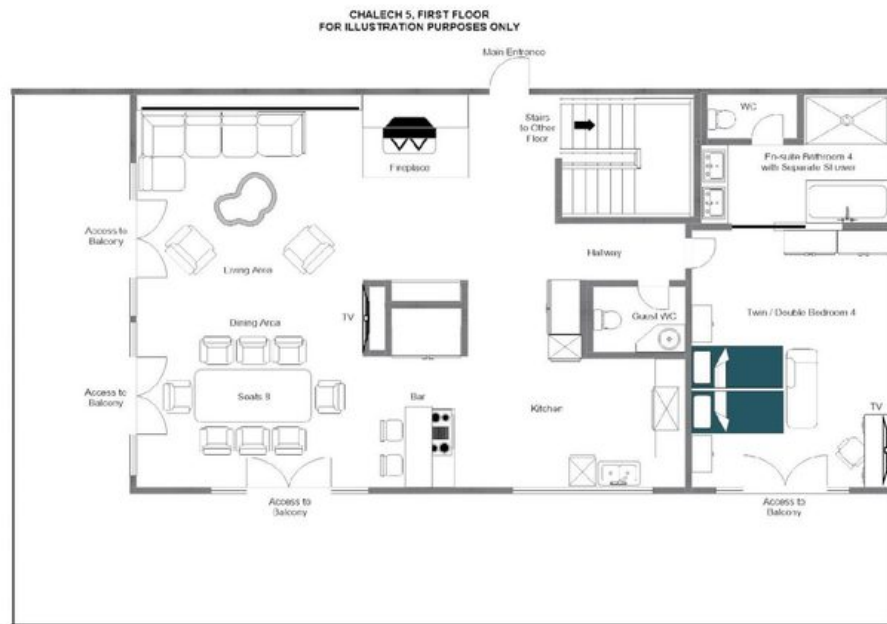 CHALECH 5, FIRST FLOOR
FOR ILLUSTRATION PURPOSES ONLY
Main Entrance
WC
Stairs
to Other
Floor
Fireplace
En-suite Bathroom 4
with Separate Shower
Access to
Balcony
Living Area
Hallway
Dining Area
TV
Guest WC
Twin / Double Bedroom 4
Access to
Balcony
Seats 8
Bar
Kitchen
TV
Access to
Balcony
Access to
Balcony